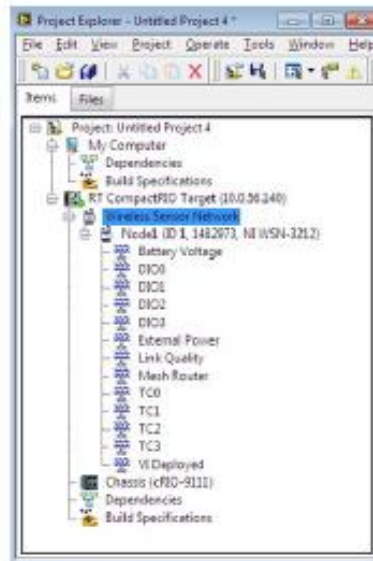 Project Explorer - Untitled Project 4 *
File Edit View Project Operate Tools Window Help
Items Files
Project: Untitled Project 4
My Computer
Dependencies
Build Specifications
RT CompactRIO Target (10.0.56.240)
Wireless Sensor Network
Node1 (ID 1, 1482973, NI WSN-3212)
Battery Voltage
DIO0
DIO1
DIO2
DIO3
External Power
Link Quality
Mesh Router
TC0
TC1
TC2
TC3
VI Deployed
Chassis (cRIO-9111)
Dependencies
Build Specifications